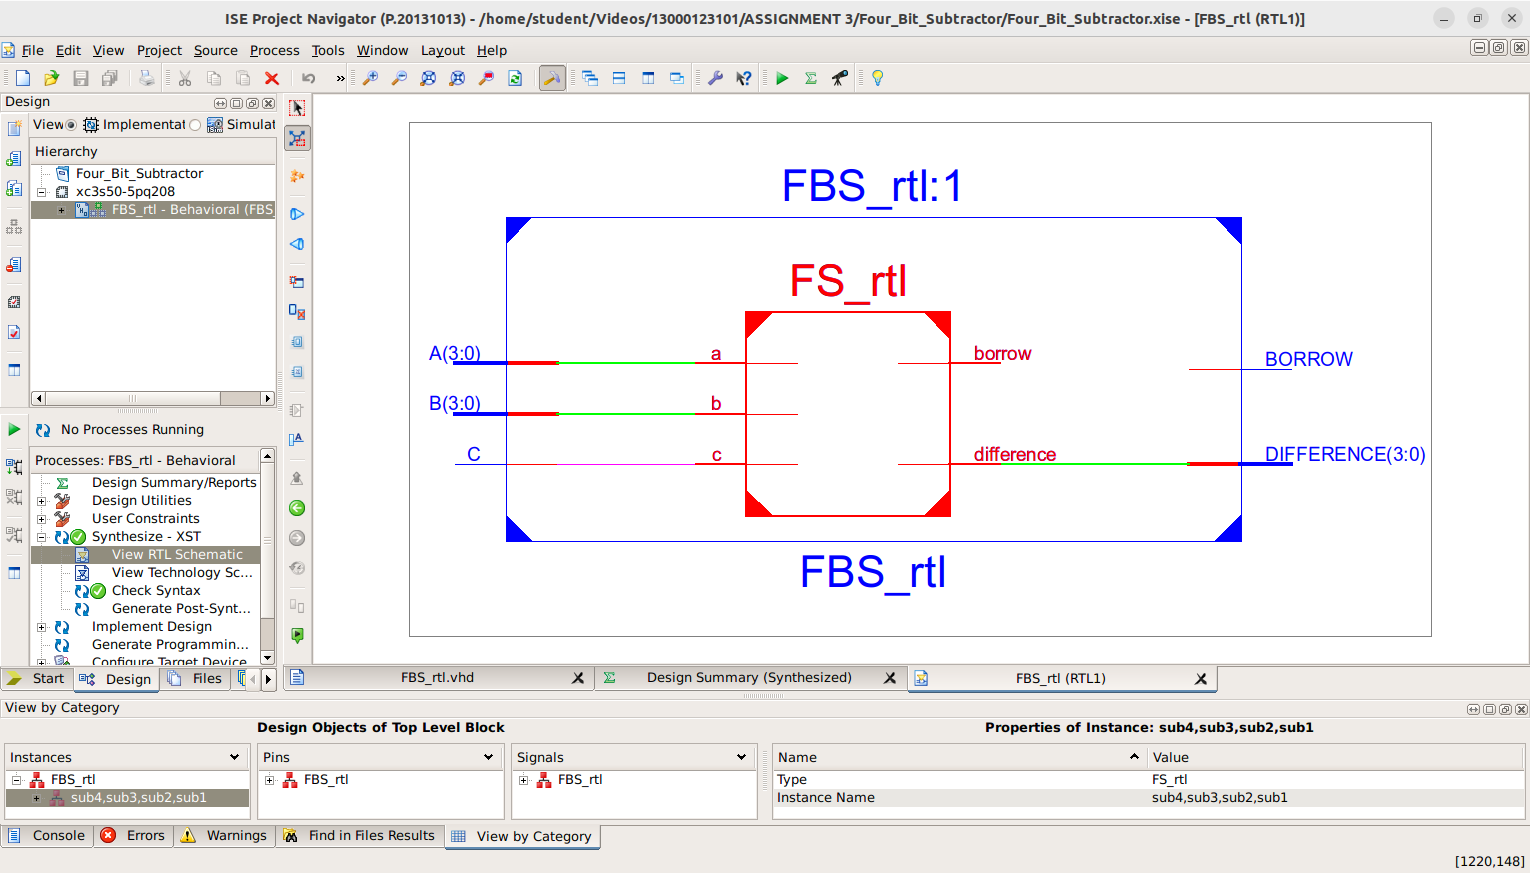 ISE Project Navigator (P.20131013) - /home/student/Videos/13000123101/ASSIGNMENT 3/Four_Bit_Subtractor/Four_Bit_Subtractor.xise - [FBS_rtl (RTL1)]
File Edit View Project Source Process Tools Window Layout Help
Design
View Implementat Simulat
Hierarchy
Four_Bit_Subtractor
xc3s50-5pq208
FBS_rtl - Behavioral (FBS_
No Processes Running
Processes: FBS_rtl - Behavioral
Design Summary/Reports
Design Utilities
User Constraints
Synthesize - XST
View RTL Schematic
View Technology Sc...
Check Syntax
Generate Post-Synt...
Implement Design
Generate Programmin...
Configure Target Device
Start Design Files
FBS_rtl:1
FS_rtl
A(3:0) a borrow BORROW
B(3:0) b
C c difference DIFFERENCE(3:0)
FBS_rtl
FBS_rtl.vhd Design Summary (Synthesized) FBS_rtl (RTL1)
View by Category
Design Objects of Top Level Block Properties of Instance: sub4,sub3,sub2,sub1
Instances Pins Signals Name Value
FBS_rtl FBS_rtl FBS_rtl Type FS_rtl
sub4,sub3,sub2,sub1 Instance Name sub4,sub3,sub2,sub1
Console Errors Warnings Find in Files Results View by Category
[1220,148]